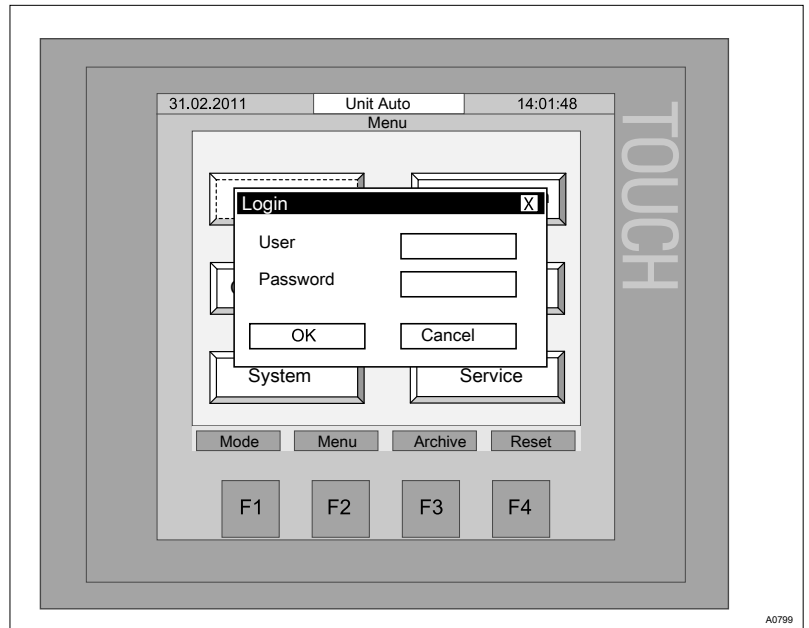 31.02.2011 Unit Auto 14:01:48
Menu
Login X
User
Password
OK Cancel
System Service
Mode Menu Archive Reset
F1 F2 F3 F4
TOUCH
A0799